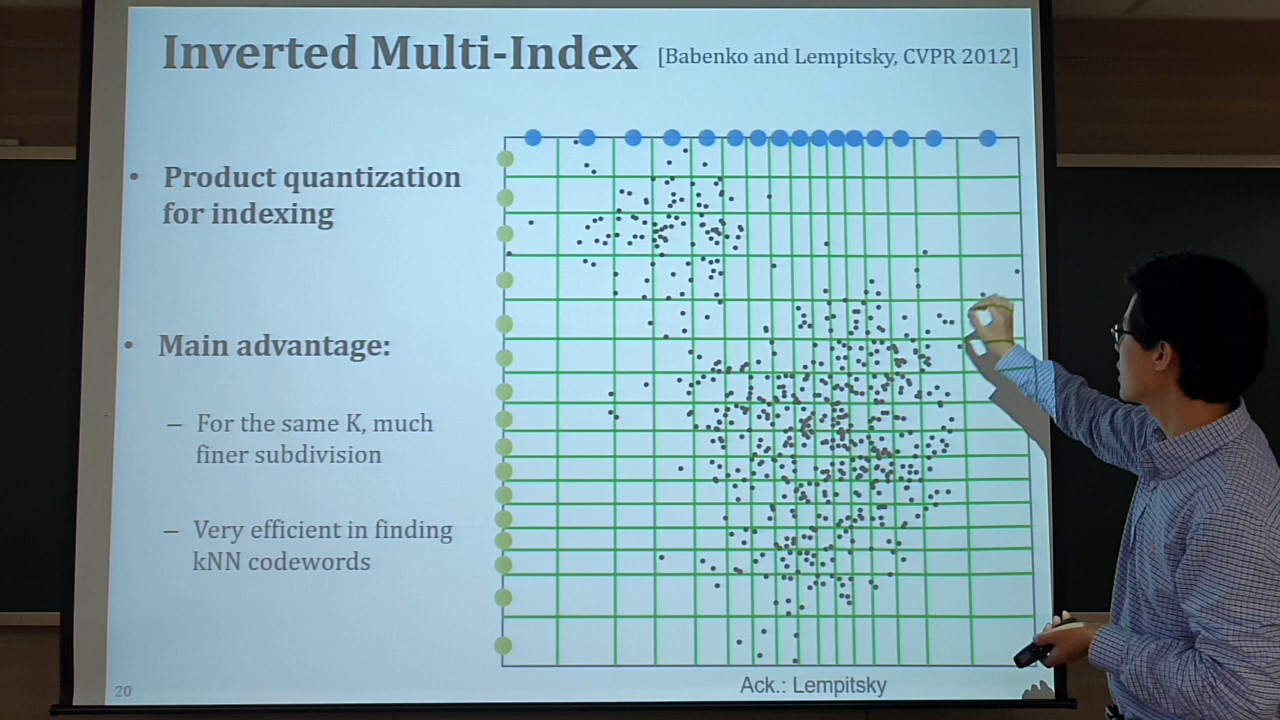 Inverted Multi-Index [Babenko and Lempitsky, CVPR 2012]
• Product quantization
for indexing
• Main advantage:
– For the same K, much
finer subdivision
– Very efficient in finding
kNN codewords
20
Ack.: Lempitsky